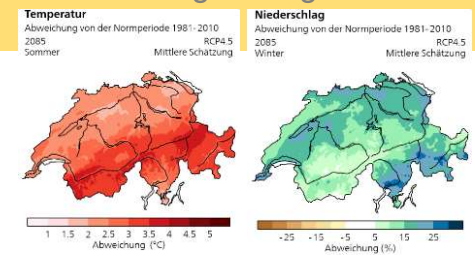 Temperatur
Abweichung von der Normperiode 1981-2010
2085 RCP4.5
Sommer Mittlere Schätzung
1 1.5 2 2.5 3 3.5 4 4.5 5
Abweichung (°C)
Niederschlag
Abweichung von der Normperiode 1981-2010
2085 RCP4.5
Winter Mittlere Schätzung
-25 -15 -5 5 15 25
Abweichung (%)